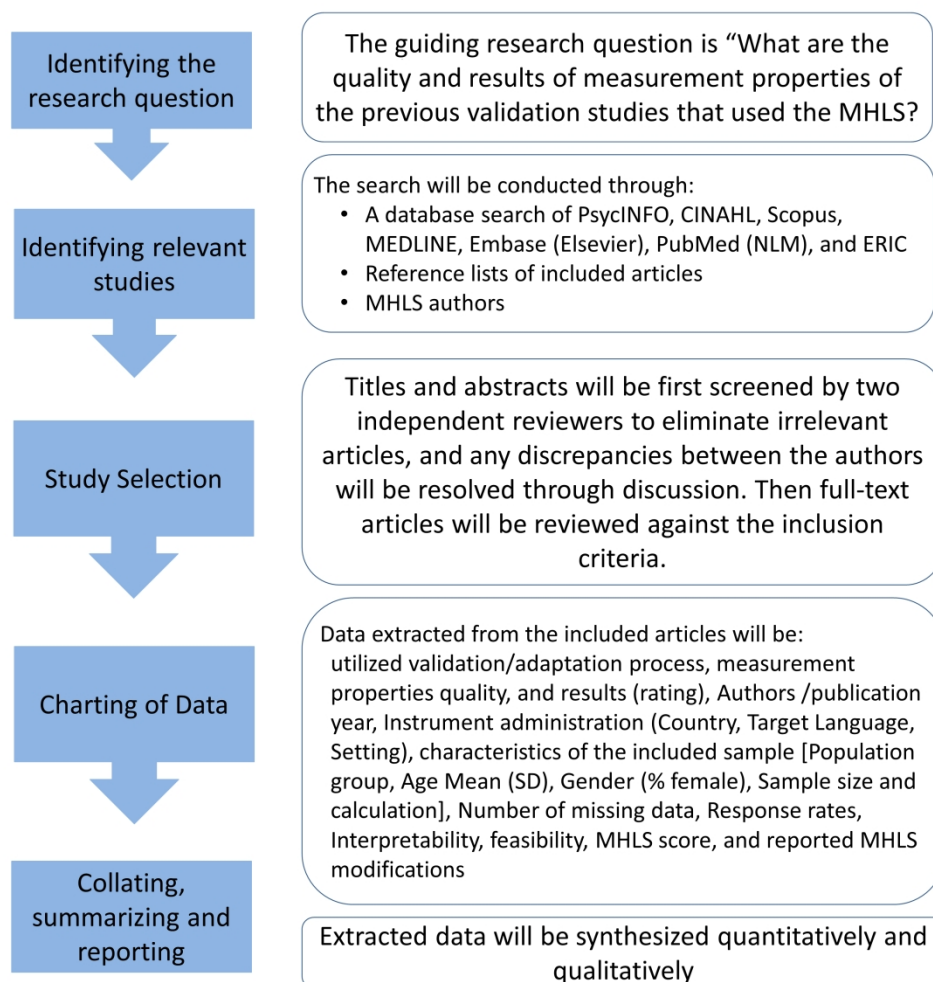 Identifying the
research question
The guiding research question is “What are the
quality and results of measurement properties of
the previous validation studies that used the MHLS?
Identifying relevant
studies
The search will be conducted through:
• A database search of PsycINFO, CINAHL, Scopus,
MEDLINE, Embase (Elsevier), PubMed (NLM), and ERIC
• Reference lists of included articles
• MHLS authors
Study Selection
Titles and abstracts will be first screened by two
independent reviewers to eliminate irrelevant
articles, and any discrepancies between the authors
will be resolved through discussion. Then full-text
articles will be reviewed against the inclusion
criteria.
Charting of Data
Data extracted from the included articles will be:
utilized validation/adaptation process, measurement
properties quality, and results (rating), Authors /publication
year, Instrument administration (Country, Target Language,
Setting), characteristics of the included sample [Population
group, Age Mean (SD), Gender (% female), Sample size and
calculation], Number of missing data, Response rates,
Interpretability, feasibility, MHLS score, and reported MHLS
modifications
Collating,
summarizing and
reporting
Extracted data will be synthesized quantitatively and
qualitatively